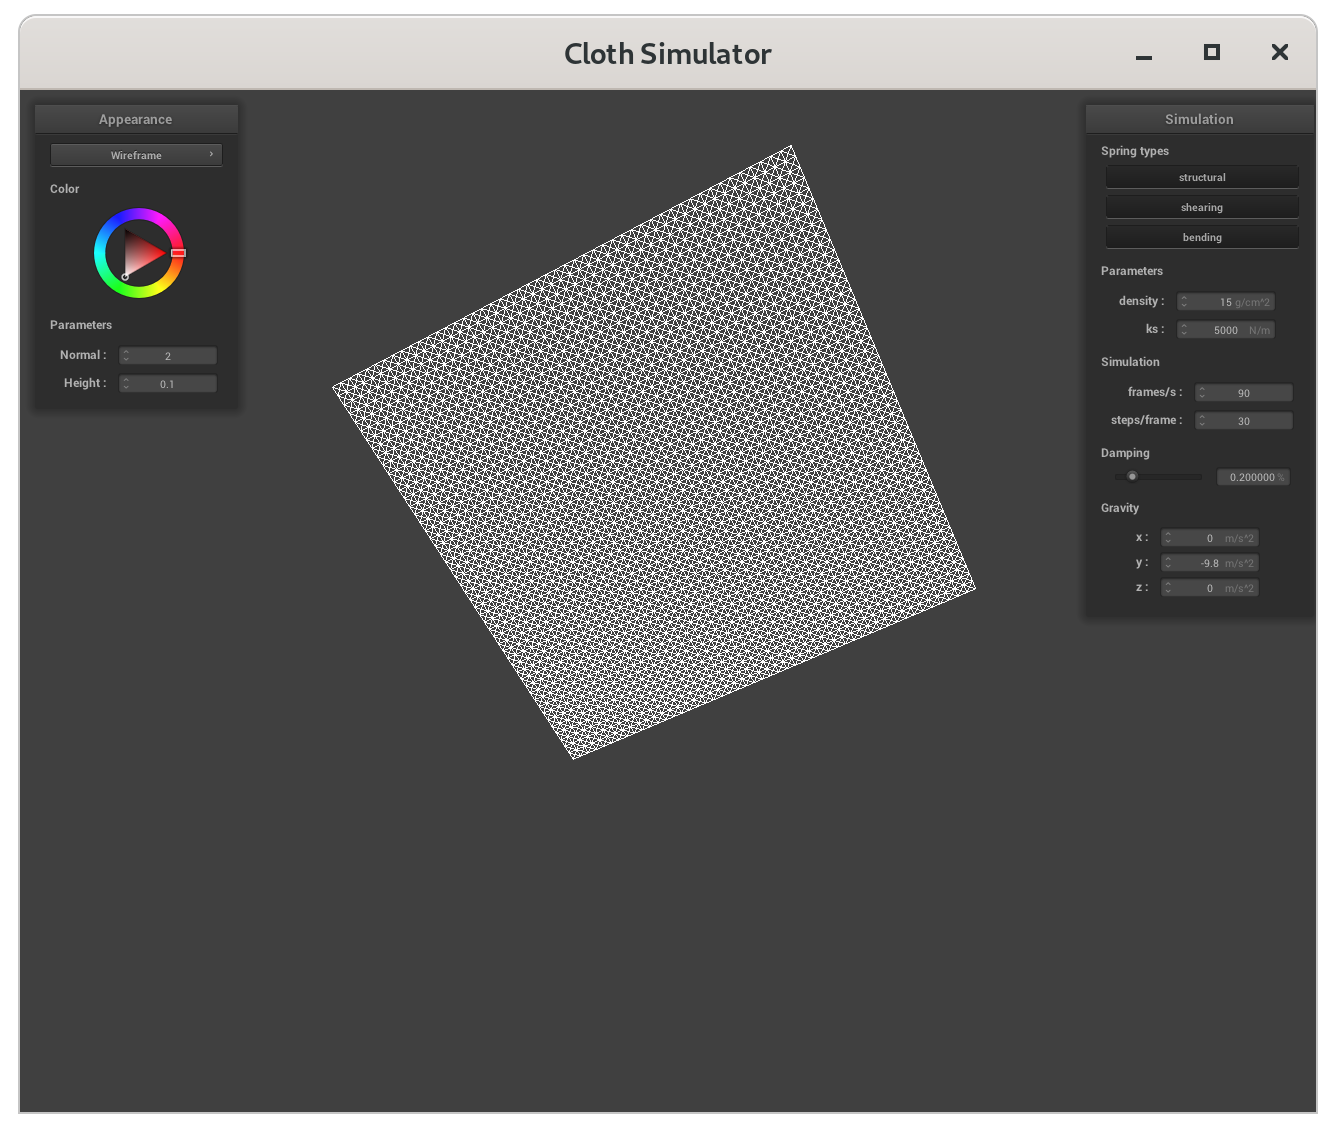 Cloth Simulator
Appearance
Wireframe
Color
Parameters
Normal : 2
Height : 0.1
Simulation
Spring types
structural
shearing
bending
Parameters
density : 15 g/cm^2
ks : 5000 N/m
Simulation
frames/s : 90
steps/frame : 30
Damping
0.200000 %
Gravity
x : 0 m/s^2
y : -9.8 m/s^2
z : 0 m/s^2